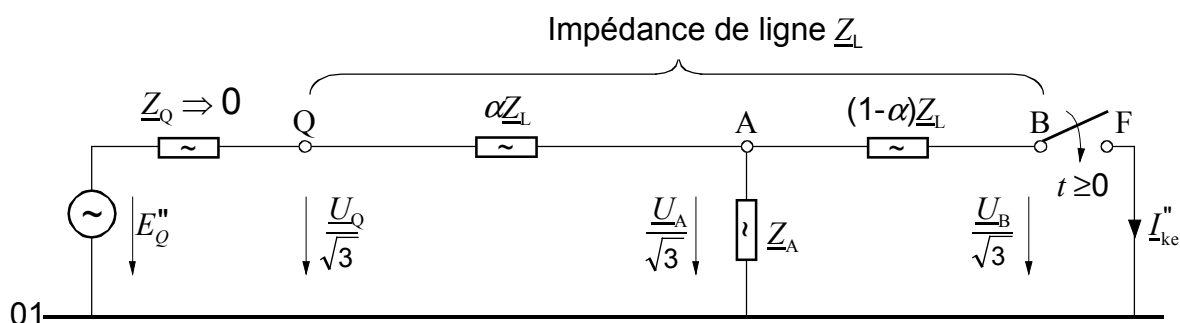 Impédance de ligne Z_L
Z_Q ⇒ 0
Q
αZ_L
A
(1-α)Z_L
B
F
t ≥0
~
E"_Q
U_Q/√3
U_A/√3
Z_A
U_B/√3
I"_ke
01